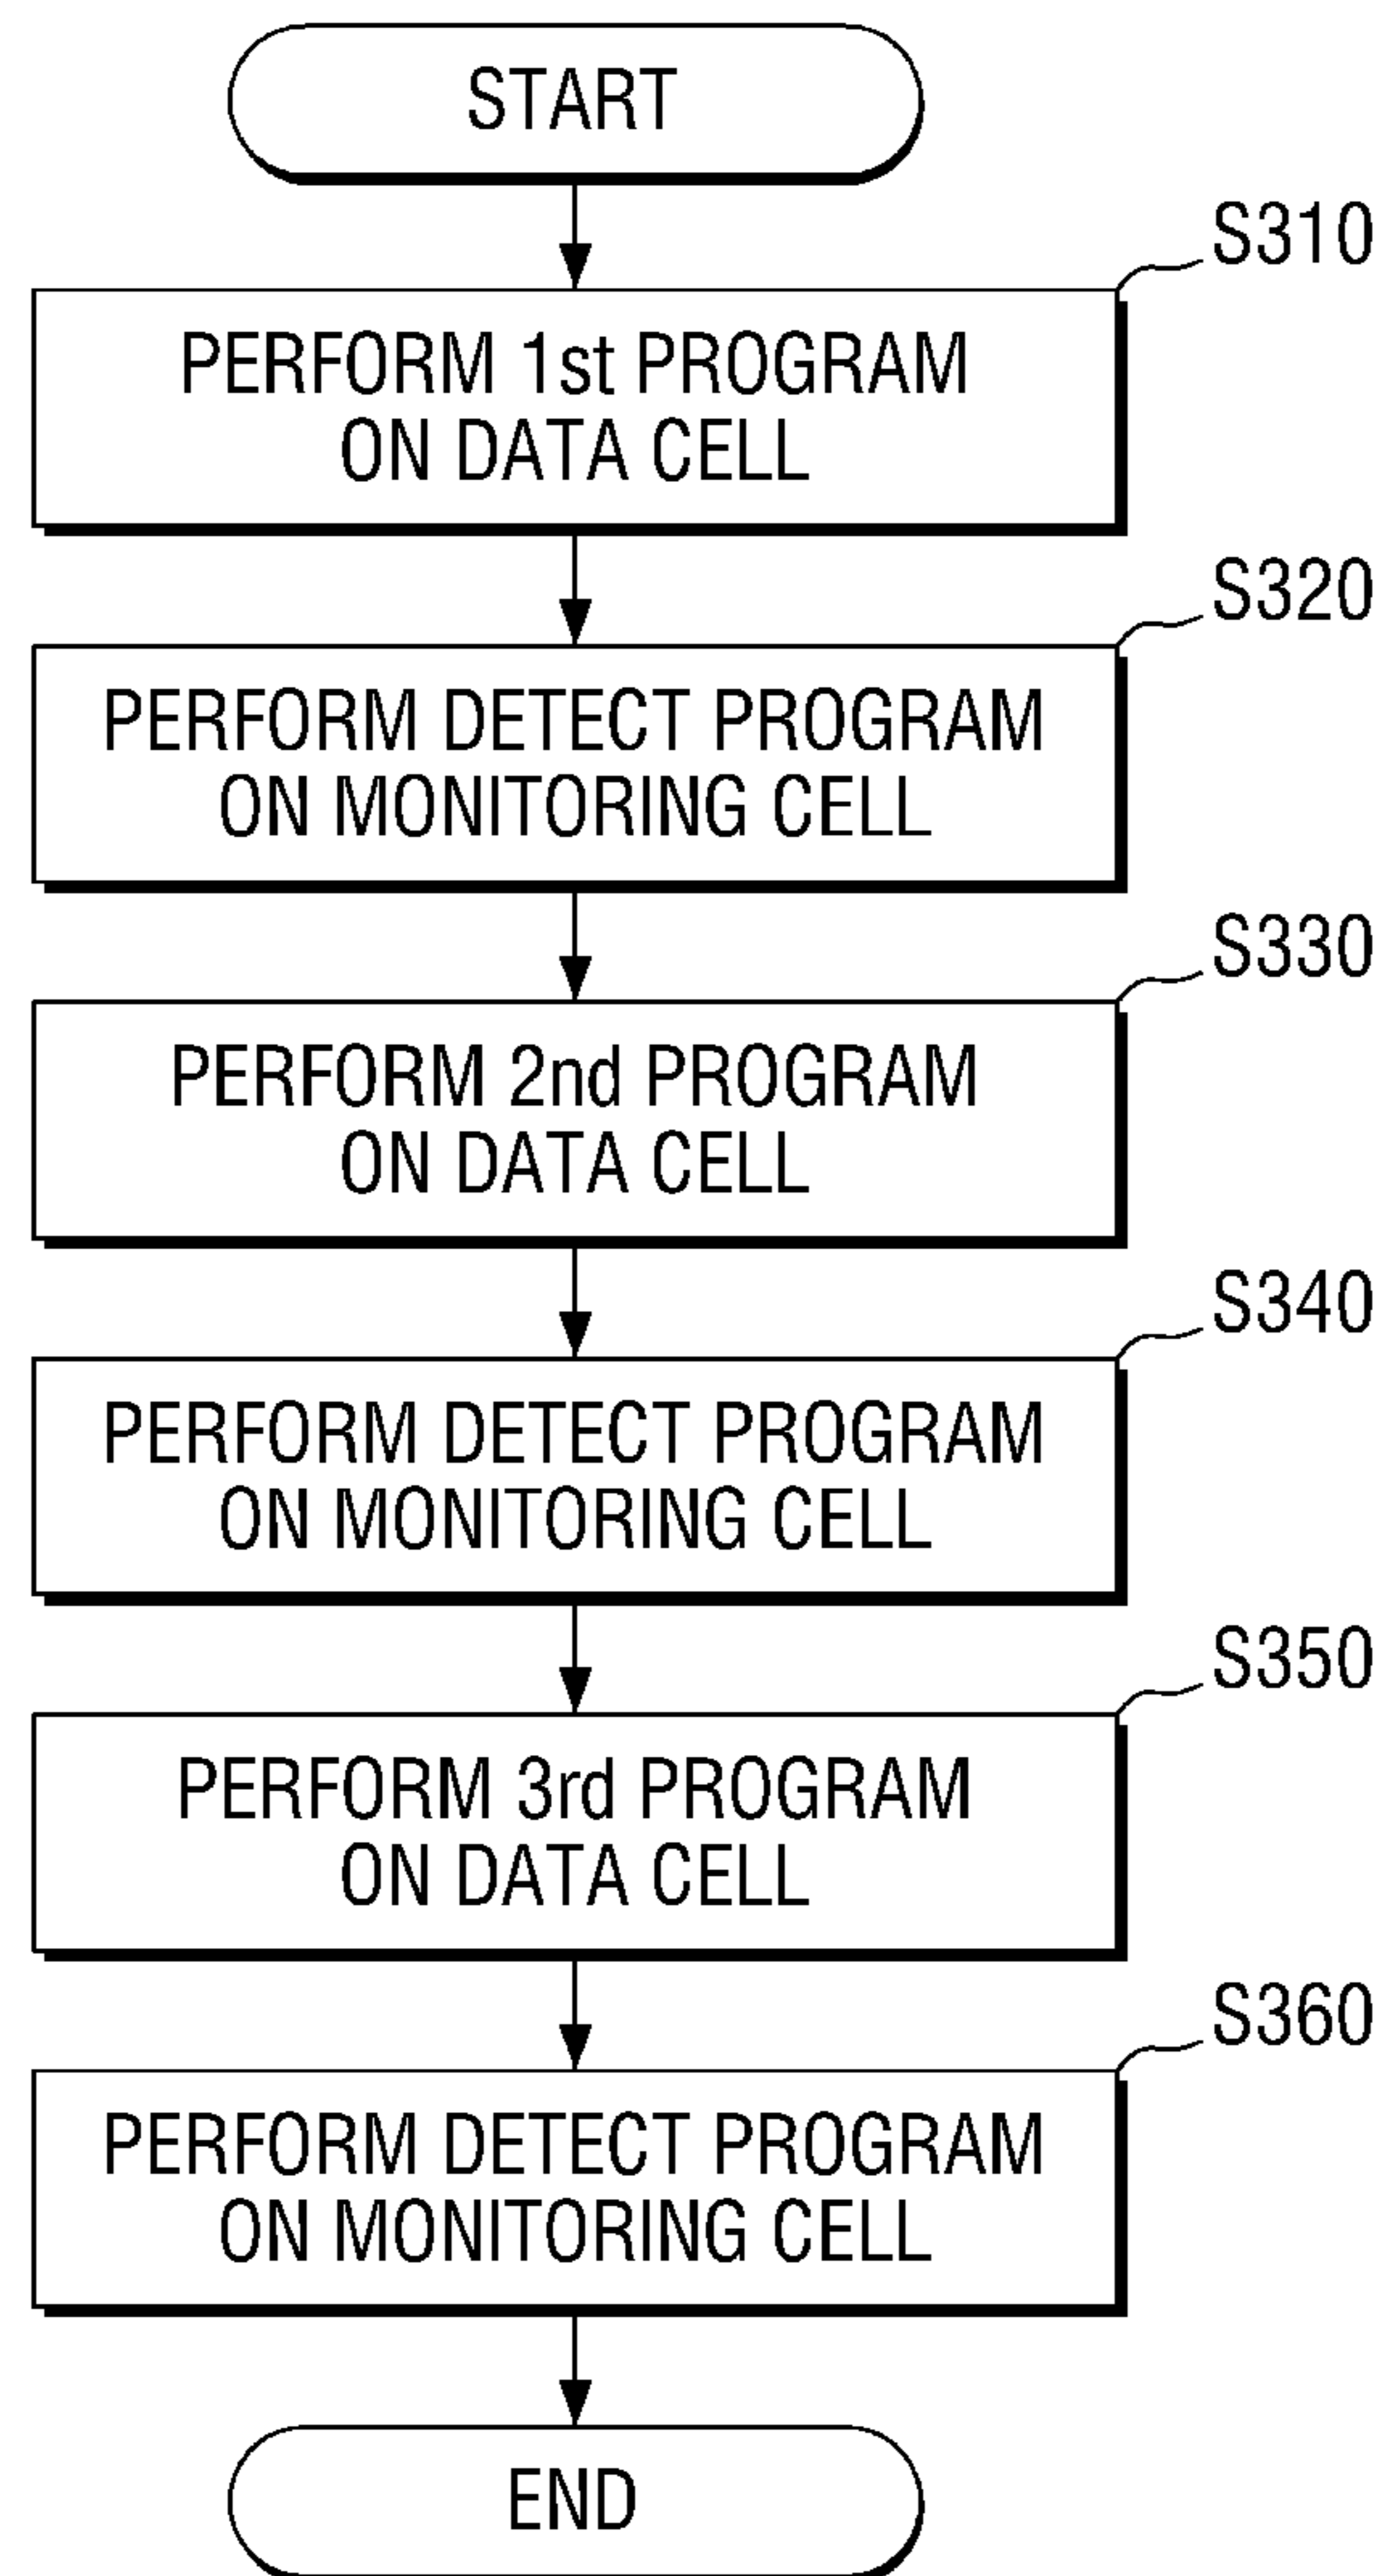 START
S310
PERFORM 1st PROGRAM
ON DATA CELL
S320
PERFORM DETECT PROGRAM
ON MONITORING CELL
S330
PERFORM 2nd PROGRAM
ON DATA CELL
S340
PERFORM DETECT PROGRAM
ON MONITORING CELL
S350
PERFORM 3rd PROGRAM
ON DATA CELL
S360
PERFORM DETECT PROGRAM
ON MONITORING CELL
END